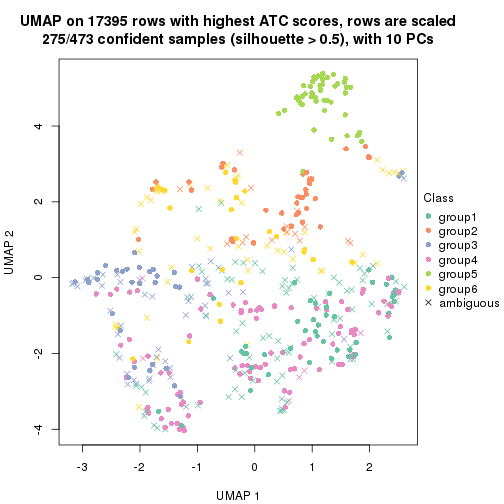 UMAP on 17395 rows with highest ATC scores, rows are scaled
275/473 confident samples (silhouette > 0.5), with 10 PCs
UMAP 2
4
2
0
-2
-4
-3
-2
-1
0
1
2
UMAP 1
Class
group1
group2
group3
group4
group5
group6
ambiguous